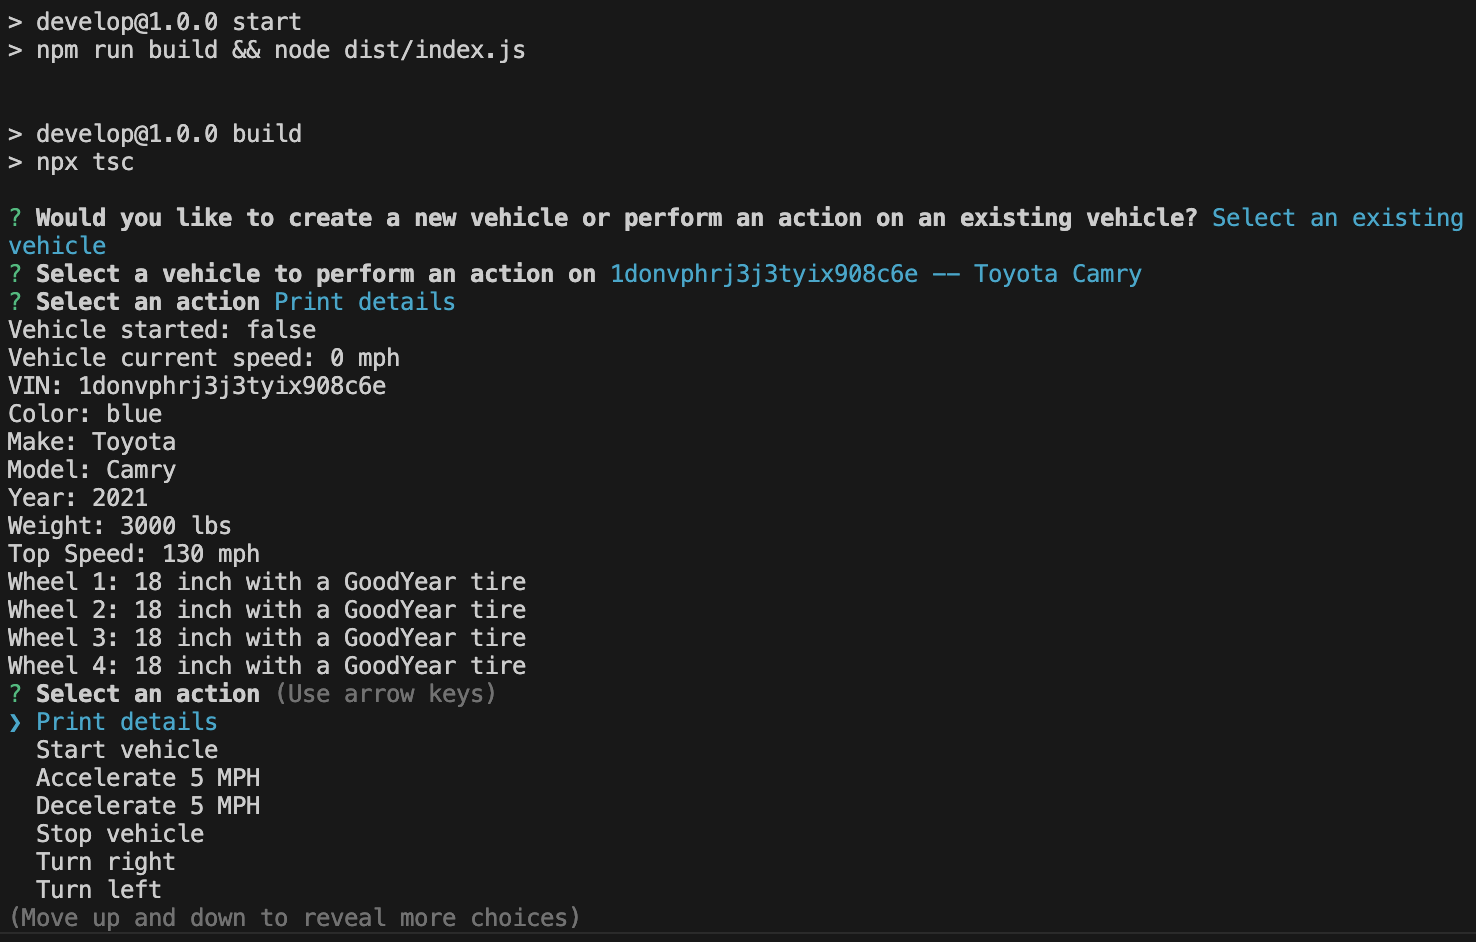 > develop@1.0.0 start
> npm run build && node dist/index.js
> develop@1.0.0 build
> npx tsc
? Would you like to create a new vehicle or perform an action on an existing vehicle? Select an existing
vehicle
? Select a vehicle to perform an action on 1donvphrj3j3tyix908c6e –– Toyota Camry
? Select an action Print details
Vehicle started: false
Vehicle current speed: 0 mph
VIN: 1donvphrj3j3tyix908c6e
Color: blue
Make: Toyota
Model: Camry
Year: 2021
Weight: 3000 lbs
Top Speed: 130 mph
Wheel 1: 18 inch with a GoodYear tire
Wheel 2: 18 inch with a GoodYear tire
Wheel 3: 18 inch with a GoodYear tire
Wheel 4: 18 inch with a GoodYear tire
? Select an action (Use arrow keys)
❯ Print details
Start vehicle
Accelerate 5 MPH
Decelerate 5 MPH
Stop vehicle
Turn right
Turn left
(Move up and down to reveal more choices)